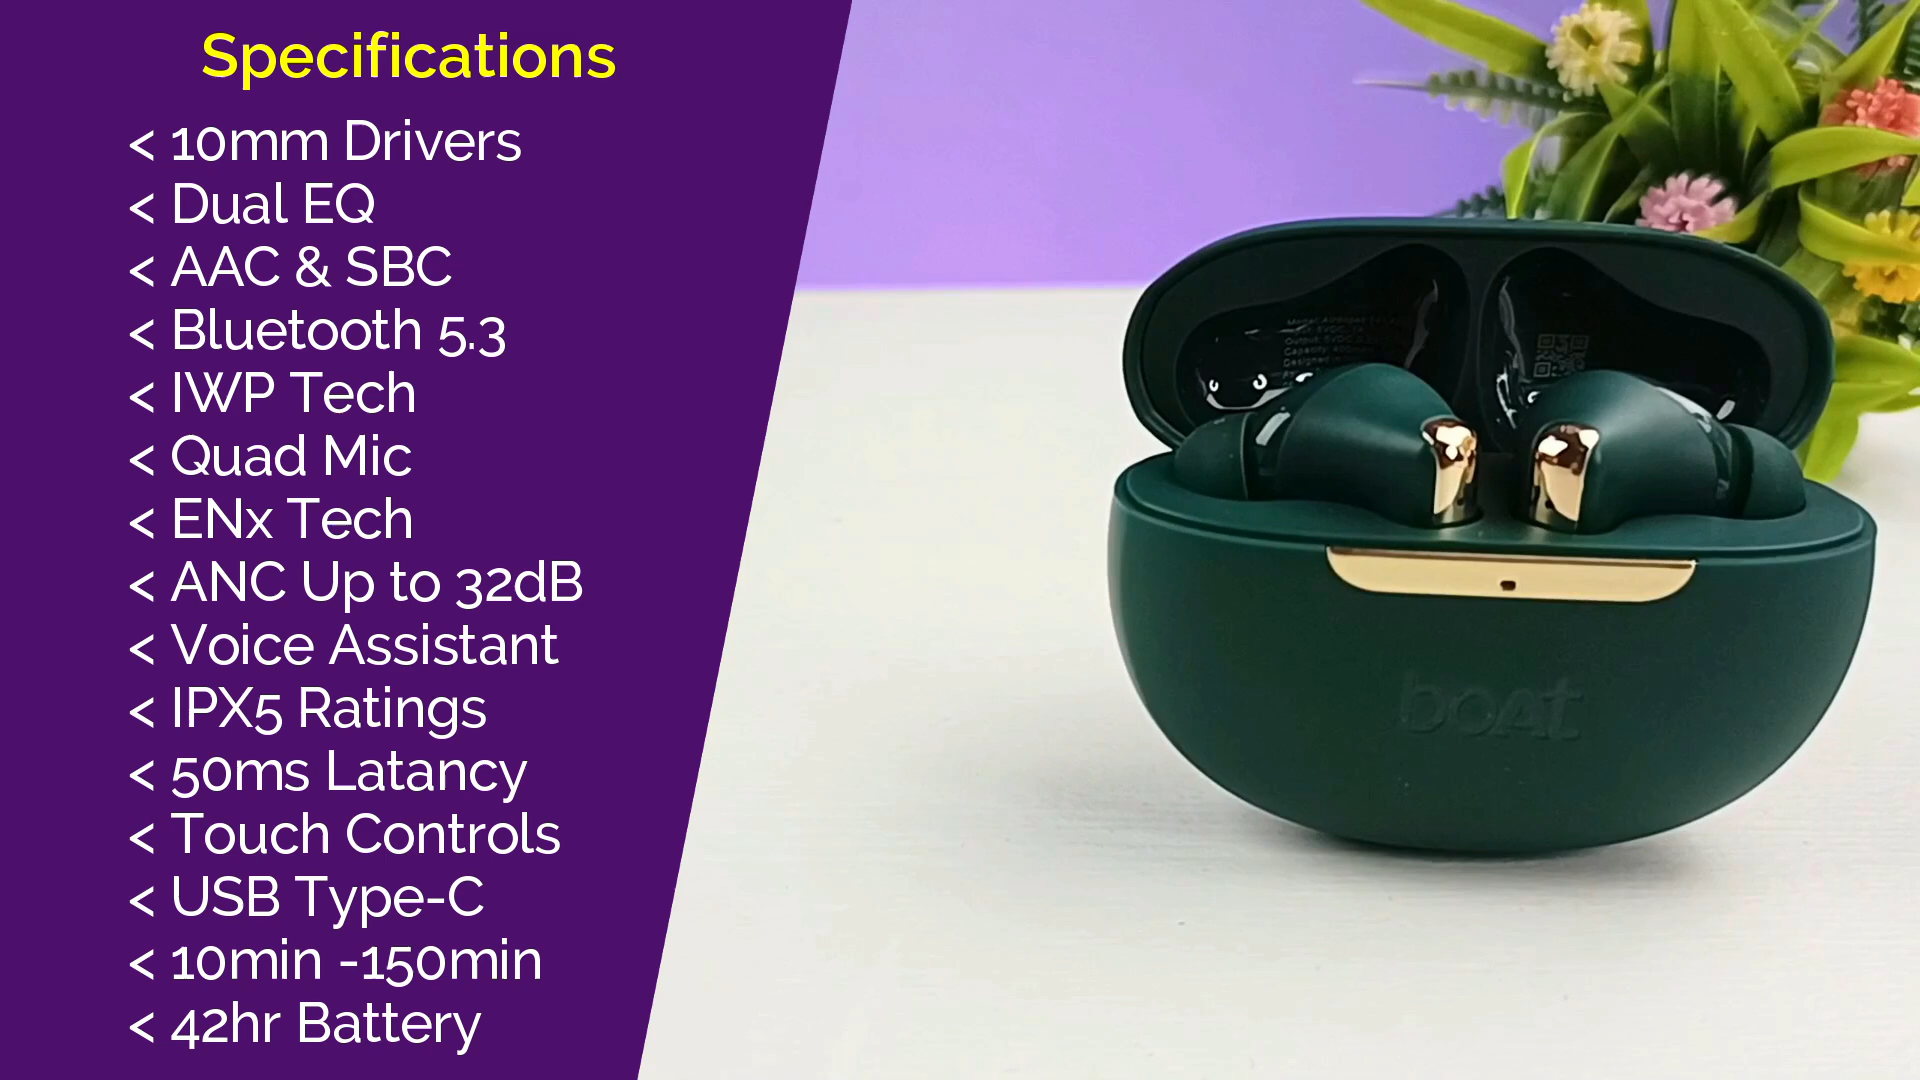 Specifications
< 10mm Drivers
< Dual EQ
< AAC & SBC
< Bluetooth 5.3
< IWP Tech
< Quad Mic
< ENx Tech
< ANC Up to 32dB
< Voice Assistant
< IPX5 Ratings
< 50ms Latancy
< Touch Controls
< USB Type-C
< 10min -150min
< 42hr Battery
boAt